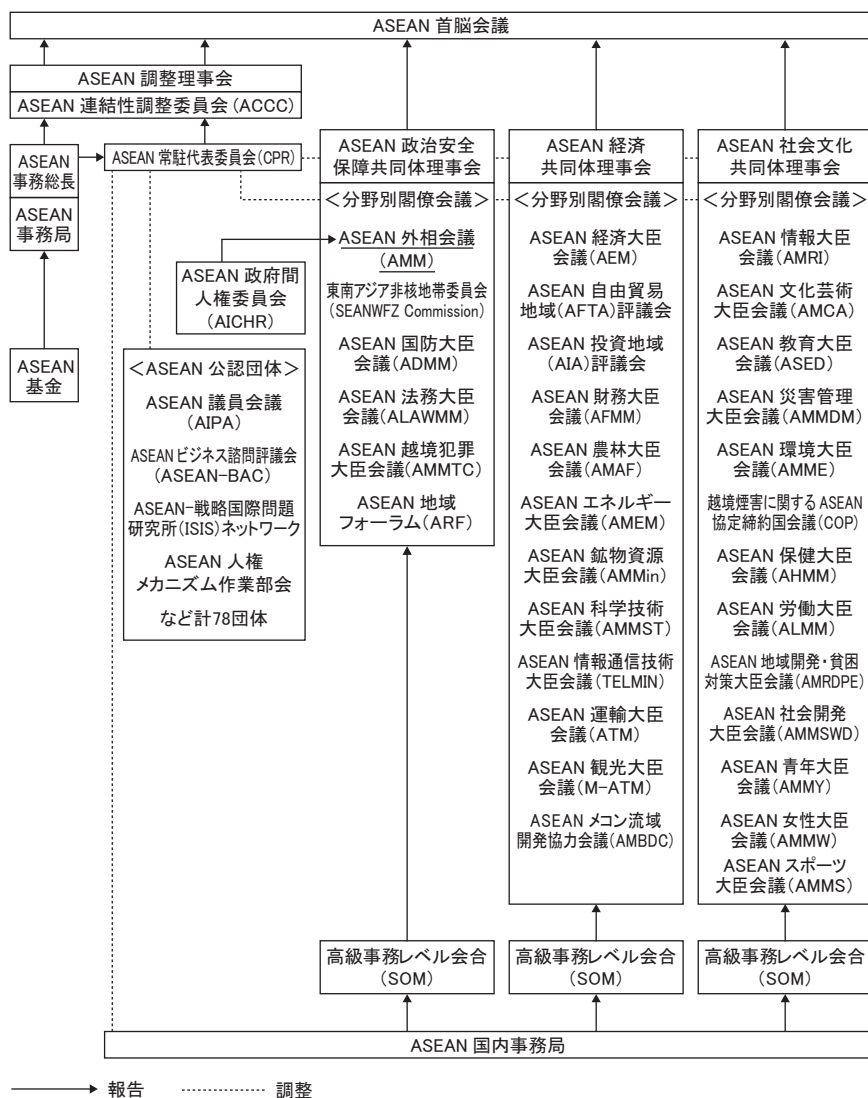 ASEAN 首脳会議
ASEAN 調整理事会
ASEAN 連結性調整委員会(ACCC)
ASEAN
事務総長
ASEAN
事務局
ASEAN
基金
ASEAN 常駐代表委員会(CPR)
ASEAN 政府間
人権委員会
(AICHR)
<ASEAN 公認団体>
ASEAN 議員会議
(AIPA)
ASEANビジネス諮問評議会
(ASEAN-BAC)
ASEAN-戦略国際問題
研究所(ISIS)ネットワーク
ASEAN 人権
メカニズム作業部会
など計78団体
ASEAN 政治安全
保障共同体理事会
<分野別閣僚会議>
ASEAN 外相会議
(AMM)
東南アジア非核地帯委員会
(SEANWFZ Commission)
ASEAN 国防大臣
会議(ADMM)
ASEAN 法務大臣
会議(ALAWMM)
ASEAN 越境犯罪
大臣会議(AMMTC)
ASEAN 地域
フォーラム(ARF)
高級事務レベル会合
(SOM)
ASEAN 経済
共同体理事会
<分野別閣僚会議>
ASEAN 経済大臣
会議(AEM)
ASEAN 自由貿易
地域(AFTA)評議会
ASEAN 投資地域
(AIA)評議会
ASEAN 財務大臣
会議(AFMM)
ASEAN 農林大臣
会議(AMAF)
ASEAN エネルギー
大臣会議(AMEM)
ASEAN 鉱物資源
大臣会議(AMMin)
ASEAN 科学技術
大臣会議(AMMST)
ASEAN 情報通信技術
大臣会議(TELMIN)
ASEAN 運輸大臣
会議(ATM)
ASEAN 観光大臣
会議(M-ATM)
ASEAN メコン流域
開発協力会議(AMBDC)
高級事務レベル会合
(SOM)
ASEAN 社会文化
共同体理事会
<分野別閣僚会議>
ASEAN 情報大臣
会議(AMRI)
ASEAN 文化芸術
大臣会議(AMCA)
ASEAN 教育大臣
会議(ASED)
ASEAN 災害管理
大臣会議(AMMDM)
ASEAN 環境大臣
会議(AMME)
越境煙害に関するASEAN
協定締約国会議(COP)
ASEAN 保健大臣
会議(AHMM)
ASEAN 労働大臣
会議(ALMM)
ASEAN 地域開発・貧困
対策大臣会議(AMRDPE)
ASEAN 社会開発
大臣会議(AMMSWD)
ASEAN 青年大臣
会議(AMMY)
ASEAN 女性大臣
会議(AMMW)
ASEAN スポーツ
大臣会議(AMMS)
高級事務レベル会合
(SOM)
ASEAN 国内事務局
報告 調整